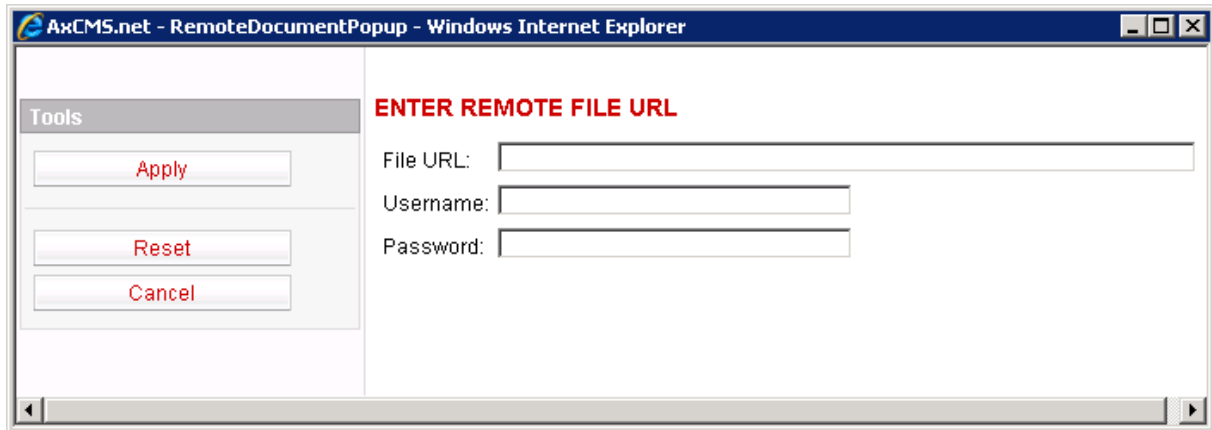 AxCMS.net - RemoteDocumentPopup - Windows Internet Explorer
Tools
Apply
Reset
Cancel
ENTER REMOTE FILE URL
File URL:
Username:
Password: